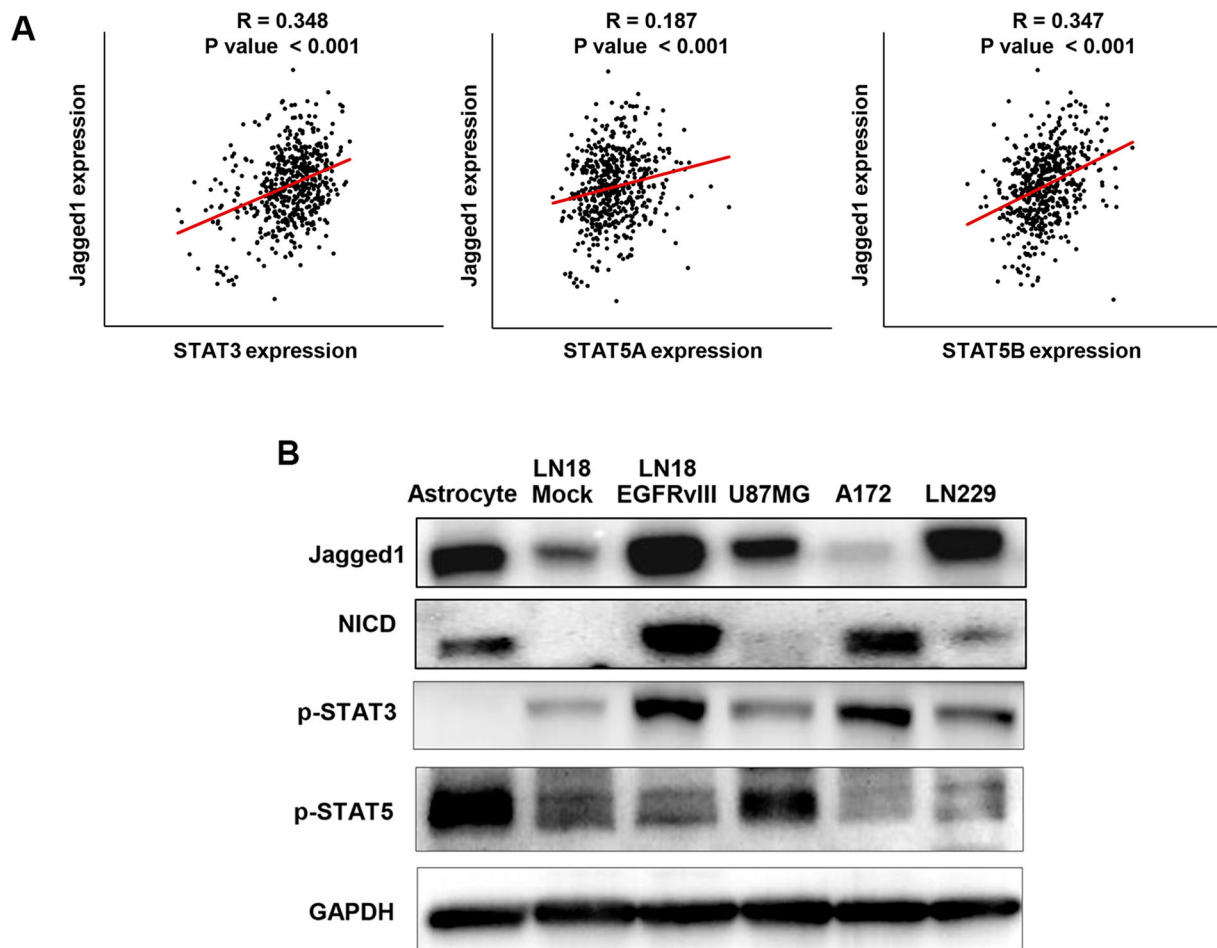 A
R = 0.348
P value < 0.001
Jagged1 expression
STAT3 expression
R = 0.187
P value < 0.001
Jagged1 expression
STAT5A expression
R = 0.347
P value < 0.001
Jagged1 expression
STAT5B expression
B
Astrocyte
LN18
Mock
LN18
EGFRvIII
U87MG
A172
LN229
Jagged1
NICD
p-STAT3
p-STAT5
GAPDH